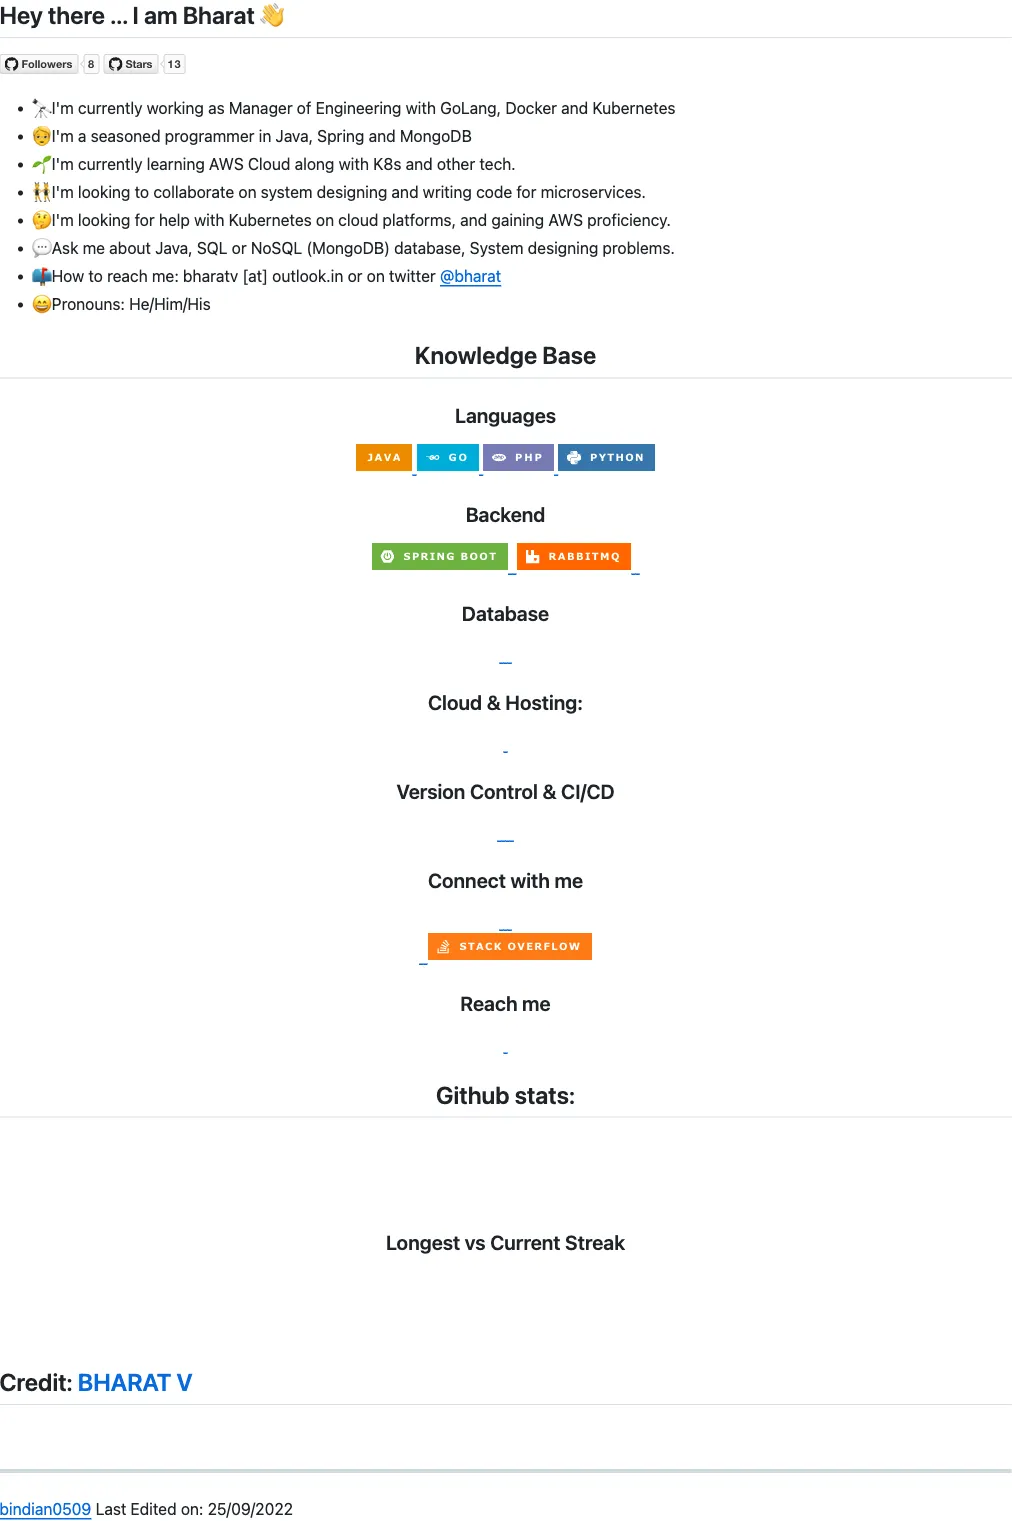 Hey there ... I am Bharat 👋
Followers 8 Stars 13
🔭I'm currently working as Manager of Engineering with GoLang, Docker and Kubernetes
🧓I'm a seasoned programmer in Java, Spring and MongoDB
🌱I'm currently learning AWS Cloud along with K8s and other tech.
👯I'm looking to collaborate on system designing and writing code for microservices.
🤔I'm looking for help with Kubernetes on cloud platforms, and gaining AWS proficiency.
💬Ask me about Java, SQL or NoSQL (MongoDB) database, System designing problems.
📫How to reach me: bharatv [at] outlook.in or on twitter @bharat
😄Pronouns: He/Him/His
Knowledge Base
Languages
JAVA GO PHP PYTHON
Backend
SPRING BOOT RABBITMQ
Database
Cloud & Hosting:
Version Control & CI/CD
Connect with me
STACK OVERFLOW
Reach me
Github stats:
Longest vs Current Streak
Credit: BHARAT V
bindian0509 Last Edited on: 25/09/2022